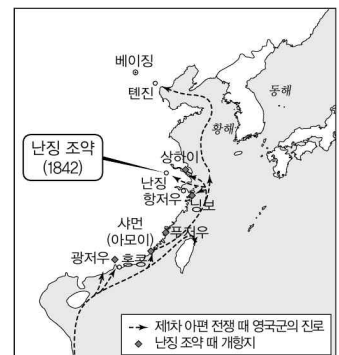 베이징
톈진
동해
황해
난징 조약
(1842)
상하이
난징
항저우
닝보
샤먼
(아모이)
푸저우
광저우
홍콩
제1차 아편 전쟁 때 영국군의 진로
난징 조약 때 개항지